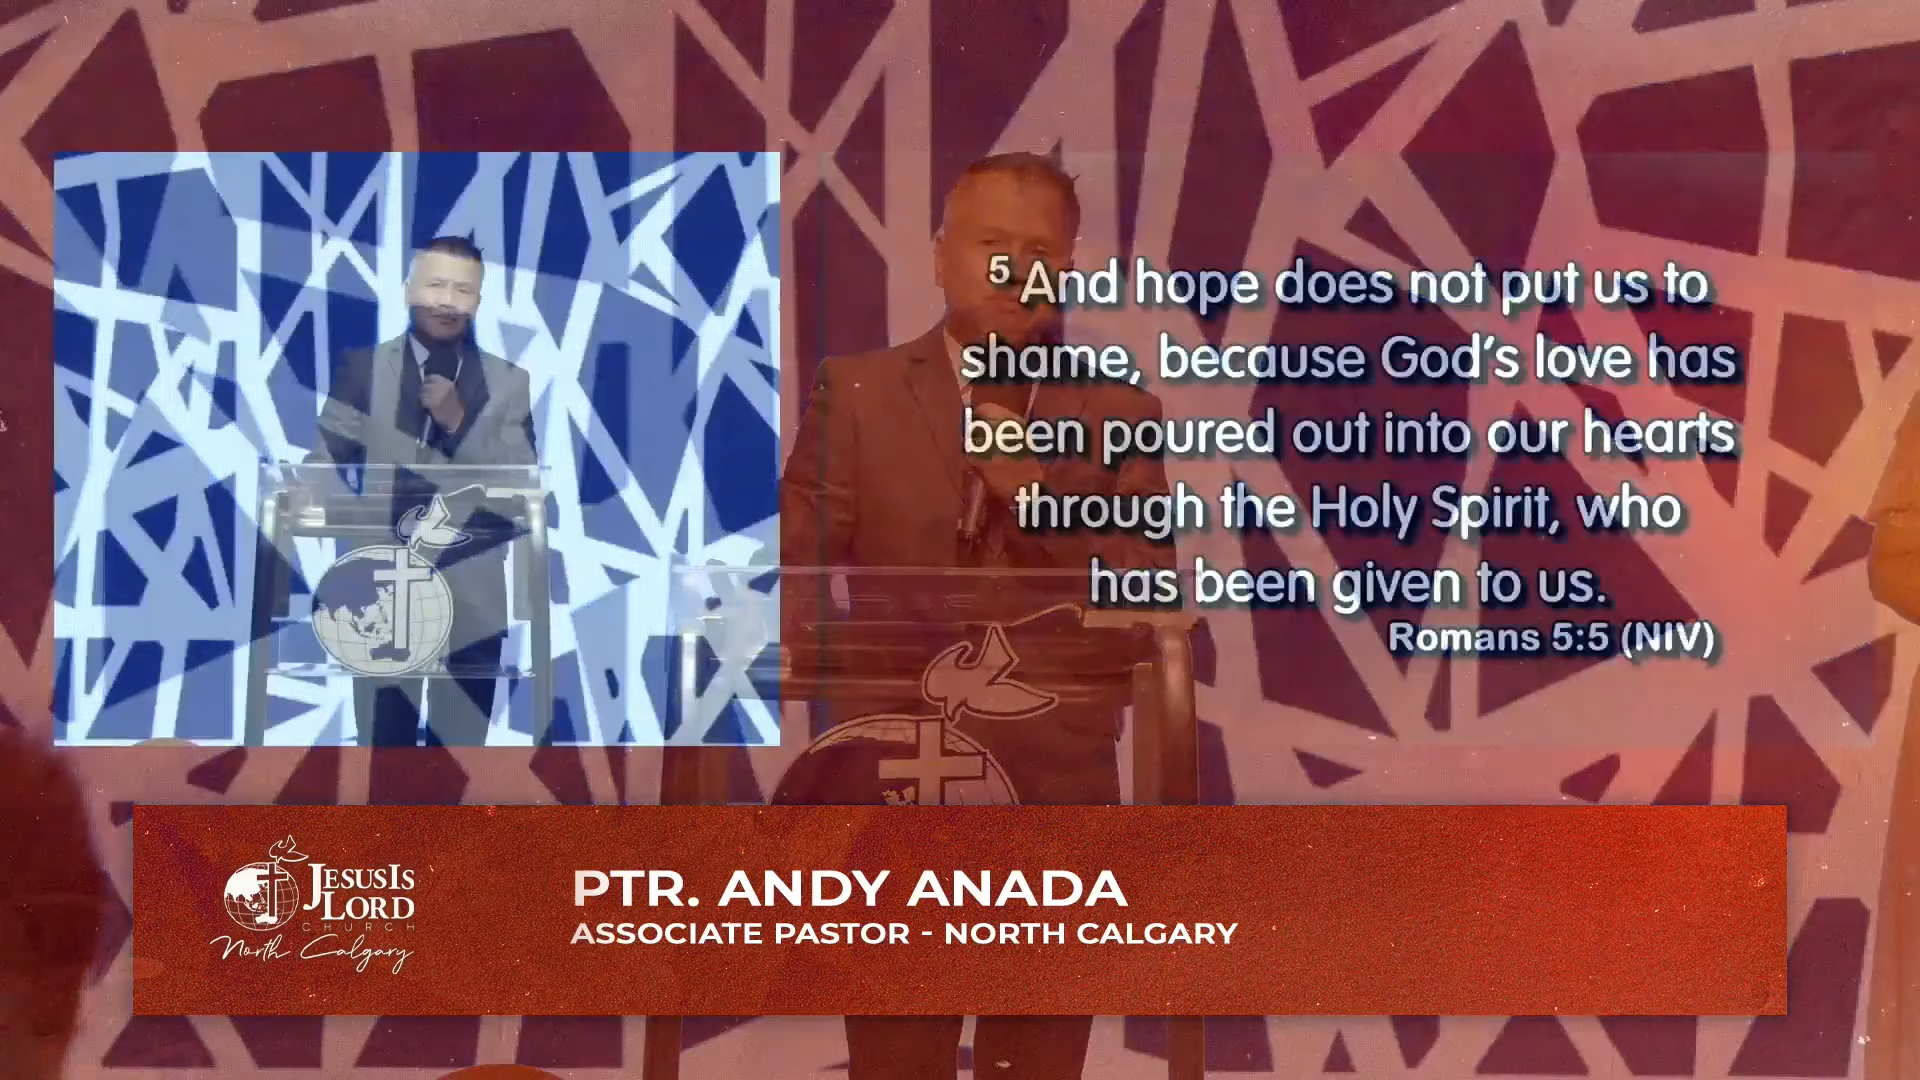 5 And hope does not put us to
shame, because God's love has
been poured out into our hearts
through the Holy Spirit, who
has been given to us.
Romans 5:5 (NIV)
JESUS IS
LORD
CHURCH
North Calgary
PTR. ANDY ANADA
ASSOCIATE PASTOR - NORTH CALGARY